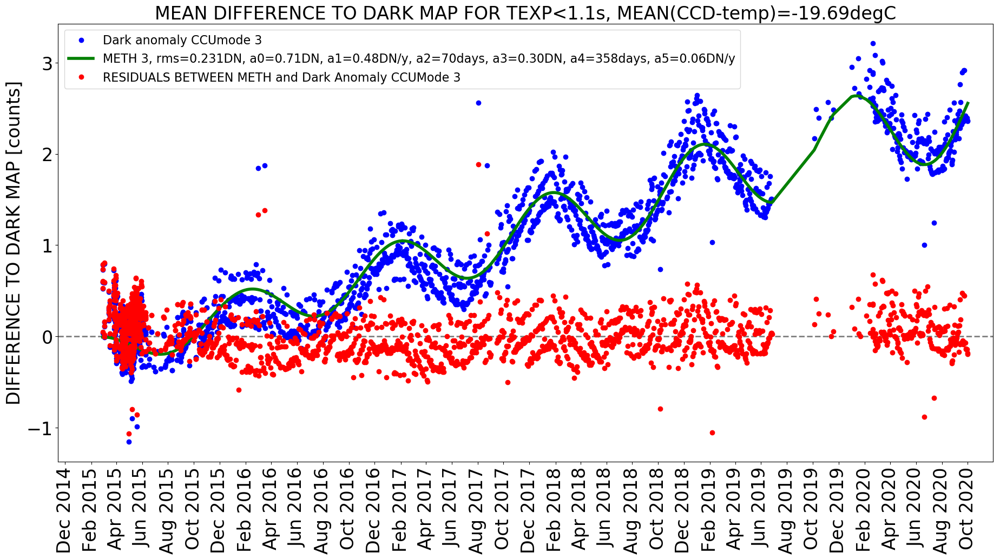 MEAN DIFFERENCE TO DARK MAP FOR TEXP<1.1s, MEAN(CCD-temp)=-19.69degC
Dark anomaly CCUmode 3
METH 3, rms=0.231DN, a0=0.71DN, a1=0.48DN/y, a2=70days, a3=0.30DN, a4=358days, a5=0.06DN/y
RESIDUALS BETWEEN METH and Dark Anomaly CCUMode 3
DIFFERENCE TO DARK MAP [counts]
3
2
1
0
−1
Dec 2014
Feb 2015
Apr 2015
Jun 2015
Aug 2015
Oct 2015
Dec 2015
Feb 2016
Apr 2016
Jun 2016
Aug 2016
Oct 2016
Dec 2016
Feb 2017
Apr 2017
Jun 2017
Aug 2017
Oct 2017
Dec 2017
Feb 2018
Apr 2018
Jun 2018
Aug 2018
Oct 2018
Dec 2018
Feb 2019
Apr 2019
Jun 2019
Aug 2019
Oct 2019
Dec 2019
Feb 2020
Apr 2020
Jun 2020
Aug 2020
Oct 2020